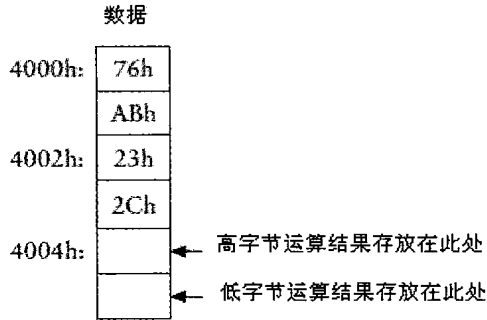 数据
4000h: 76h
ABh
4002h: 23h
2Ch
4004h: 高字节运算结果存放在此处
低字节运算结果存放在此处